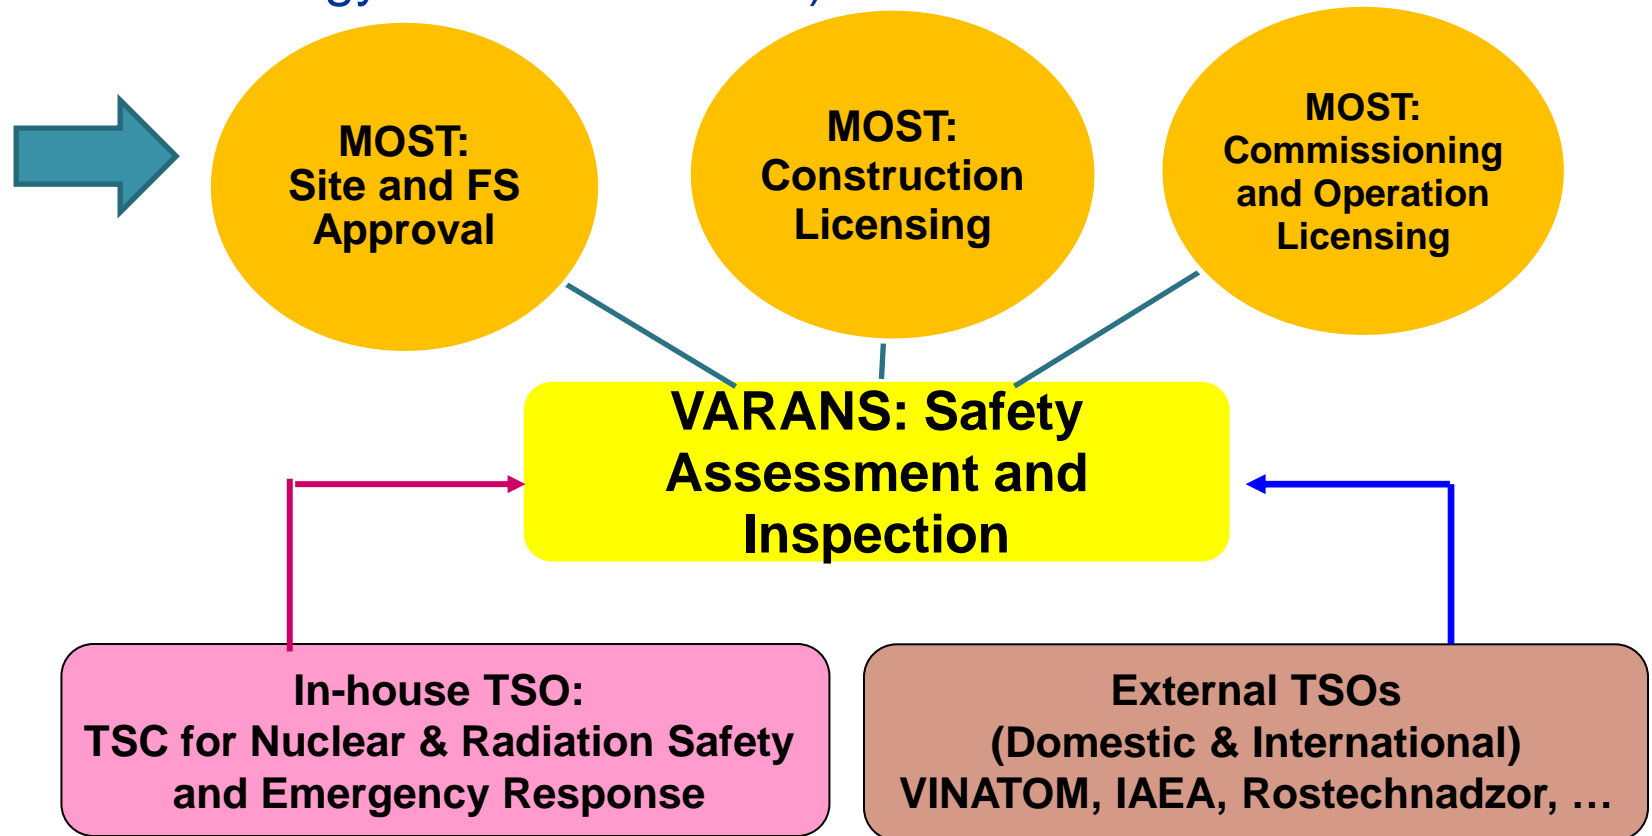 MOST:
Site and FS
Approval
MOST:
Construction
Licensing
MOST:
Commissioning
and Operation
Licensing
VARANS: Safety
Assessment and
Inspection
In-house TSO:
TSC for Nuclear & Radiation Safety
and Emergency Response
External TSOs
(Domestic & International)
VINATOM, IAEA, Rostechnadzor, …